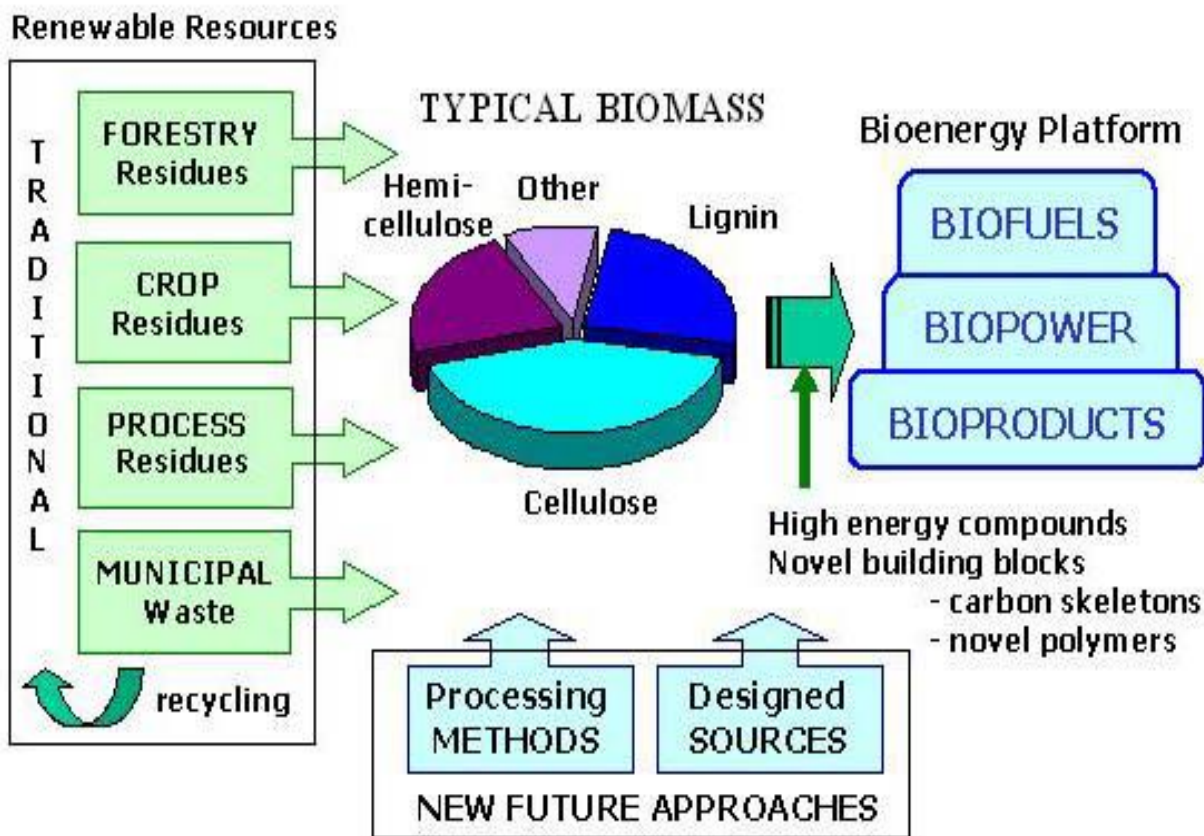 Renewable Resources
TRADITIONAL
FORESTRY
Residues
CROP
Residues
PROCESS
Residues
MUNICIPAL
Waste
recycling
TYPICAL BIOMASS
Hemi-
cellulose
Other
Lignin
Cellulose
Bioenergy Platform
BIOFUELS
BIOPOWER
BIOPRODUCTS
High energy compounds
Novel building blocks
- carbon skeletons
- novel polymers
Processing
METHODS
Designed
SOURCES
NEW FUTURE APPROACHES